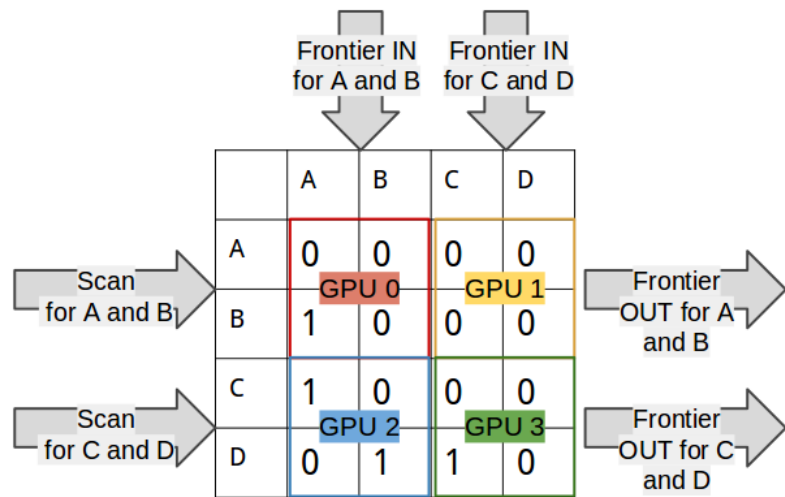 Frontier IN
for A and B
Frontier IN
for C and D
A B C D
A 0 0 0 0
GPU 0 GPU 1
B 1 0 0 0
Scan
for A and B
Frontier
OUT for A
and B
C 1 0 0 0
GPU 2 GPU 3
D 0 1 1 0
Scan
for C and D
Frontier
OUT for C
and D